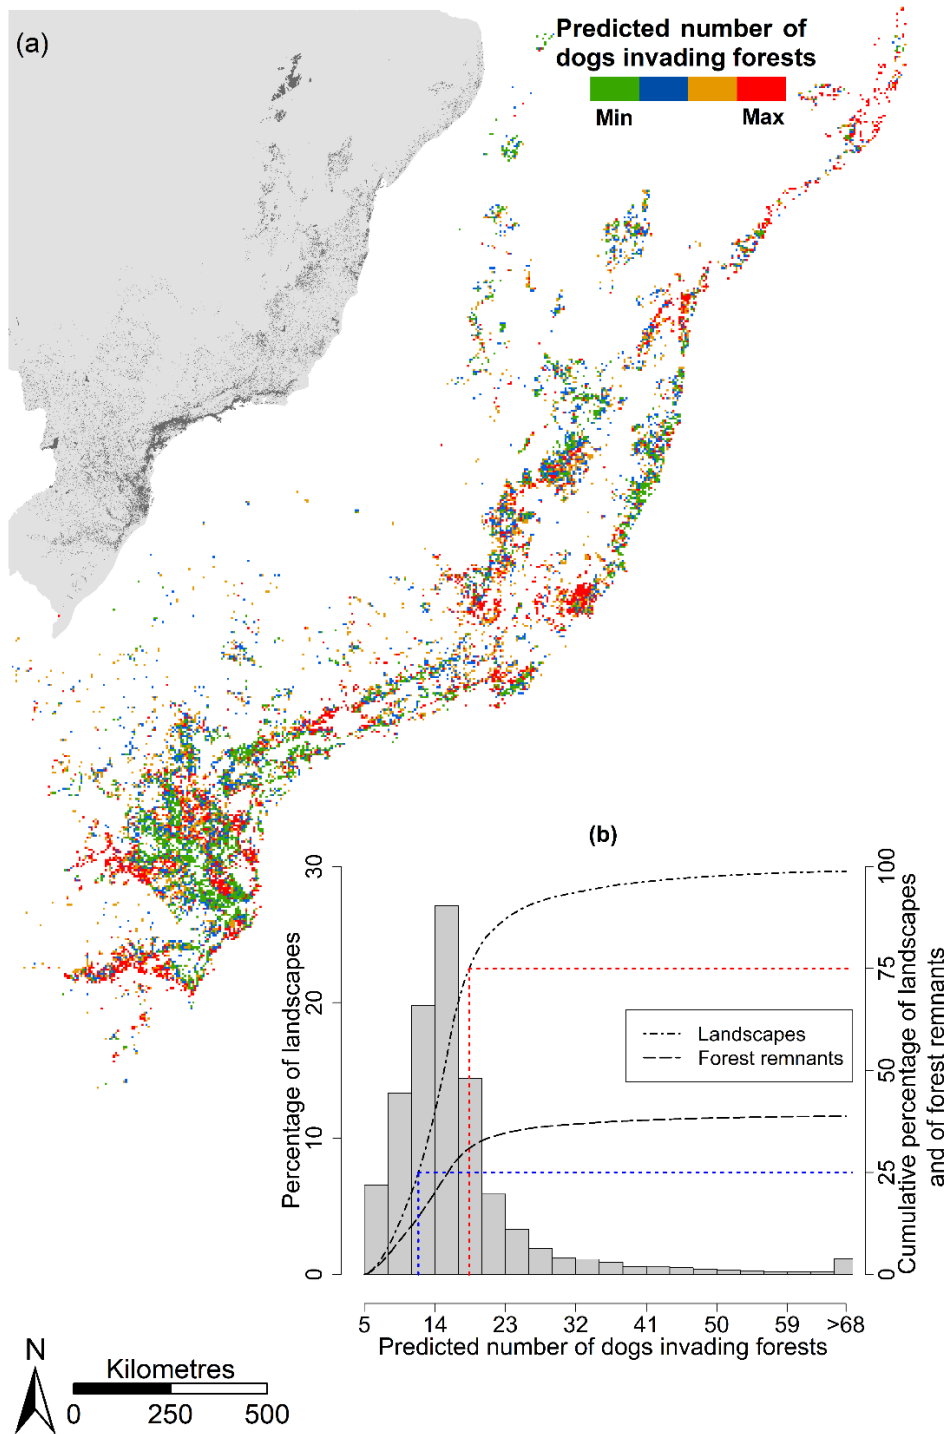 (a)
Predicted number of
dogs invading forests
Min Max
(b)
Percentage of landscapes
0 10 20 30
Cumulative percentage of landscapes
and of forest remnants
0 25 50 75 100
Landscapes
Forest remnants
5 14 23 32 41 50 59 >68
Predicted number of dogs invading forests
N
Kilometres
0 250 500